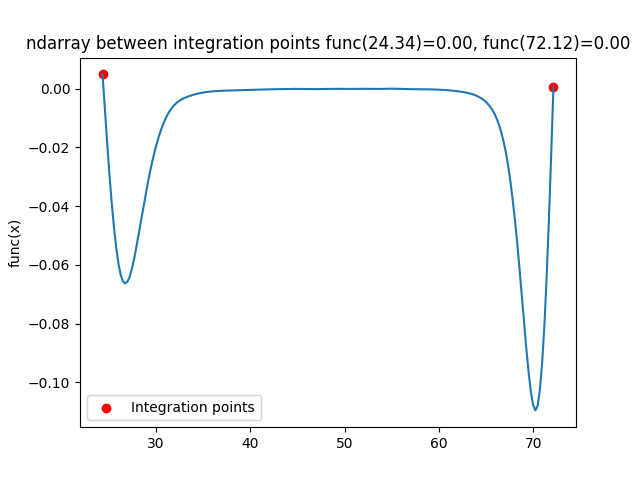 ndarray between integration points func(24.34)=0.00, func(72.12)=0.00
0.00
−0.02
−0.04
−0.06
−0.08
−0.10
func(x)
Integration points
30 40 50 60 70